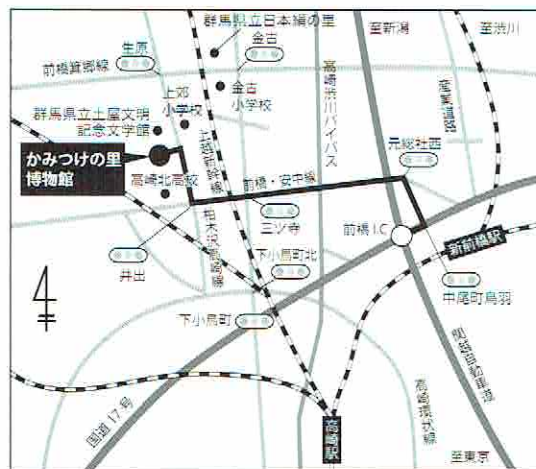 群馬県立日本絹の里
至新潟
至渋川
生原
金古
前橋箕郷線
上郊
小学校
金古
小学校
高崎渋川バイパス
産業道路
群馬県立土屋文明
記念文学館
元総社西
かみつけの里
博物館
上越新幹線
高崎北高校
前橋・安中線
柏木沢高崎線
三ツ寺
前橋I.C
新前橋駅
井出
下小鳥町北
中尾町鳥羽
下小鳥町
関越自動車道
国道17号
高崎環状線
高崎駅
至東京